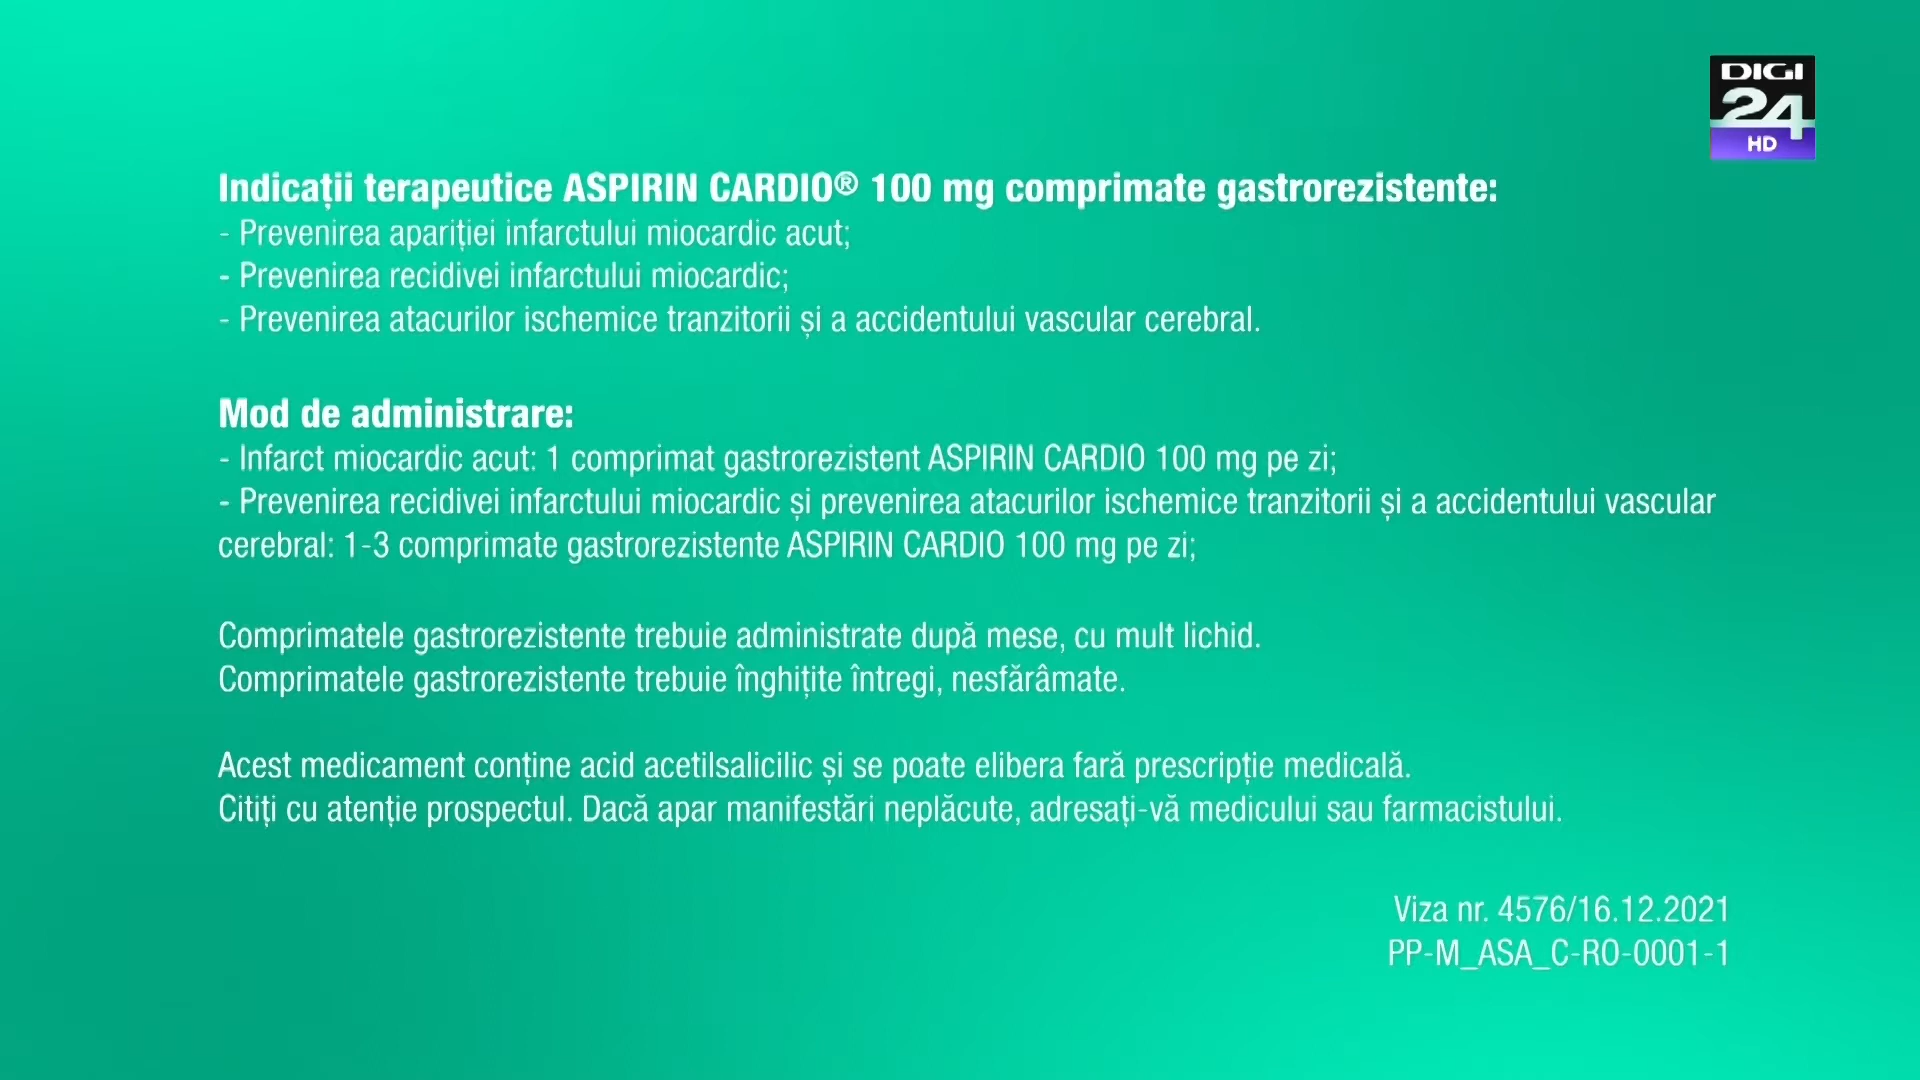 DIGI
24
HD
Indicații terapeutice ASPIRIN CARDIO® 100 mg comprimate gastrorezistente:
- Prevenirea apariției infarctului miocardic acut;
- Prevenirea recidivei infarctului miocardic;
- Prevenirea atacurilor ischemice tranzitorii și a accidentului vascular cerebral.
Mod de administrare:
- Infarct miocardic acut: 1 comprimat gastrorezistent ASPIRIN CARDIO 100 mg pe zi;
- Prevenirea recidivei infarctului miocardic și prevenirea atacurilor ischemice tranzitorii și a accidentului vascular
cerebral: 1-3 comprimate gastrorezistente ASPIRIN CARDIO 100 mg pe zi;
Comprimatele gastrorezistente trebuie administrate după mese, cu mult lichid.
Comprimatele gastrorezistente trebuie înghițite întregi, nesfărâmate.
Acest medicament conține acid acetilsalicilic și se poate elibera fară prescripție medicală.
Citiți cu atenție prospectul. Dacă apar manifestări neplăcute, adresați-vă medicului sau farmacistului.
Viza nr. 4576/16.12.2021
PP-M_ASA_C-RO-0001-1